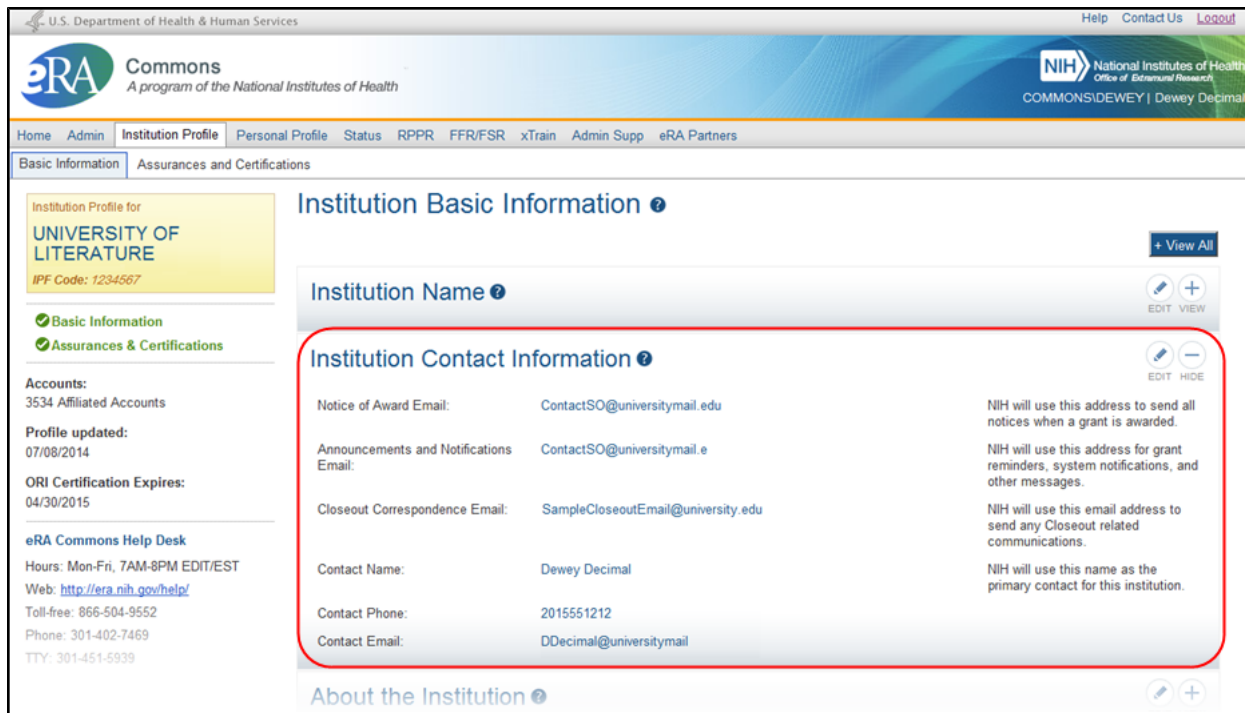 U.S. Department of Health & Human Services
Help Contact Us Logout
eRA Commons
A program of the National Institutes of Health
NIH National Institutes of Health
Office of Extramural Research
COMMONS\DEWEY | Dewey Decimal
Home Admin Institution Profile Personal Profile Status RPPR FFR/FSR xTrain Admin Supp eRA Partners
Basic Information Assurances and Certifications
Institution Profile for
UNIVERSITY OF
LITERATURE
IPF Code: 1234567
Basic Information
Assurances & Certifications
Accounts:
3534 Affiliated Accounts
Profile updated:
07/08/2014
ORI Certification Expires:
04/30/2015
eRA Commons Help Desk
Hours: Mon-Fri, 7AM-8PM EDIT/EST
Web: http://era.nih.gov/help/
Toll-free: 866-504-9552
Phone: 301-402-7469
TTY: 301-451-5939
Institution Basic Information ?
+ View All
Institution Name ?
EDIT VIEW
Institution Contact Information ?
EDIT HIDE
Notice of Award Email: ContactSO@universitymail.edu NIH will use this address to send all
notices when a grant is awarded.
Announcements and Notifications ContactSO@universitymail.e NIH will use this address for grant
Email: reminders, system notifications, and
other messages.
Closeout Correspondence Email: SampleCloseoutEmail@university.edu NIH will use this email address to
send any Closeout related
communications.
Contact Name: Dewey Decimal NIH will use this name as the
primary contact for this institution.
Contact Phone: 2015551212
Contact Email: DDecimal@universitymail
About the Institution ?